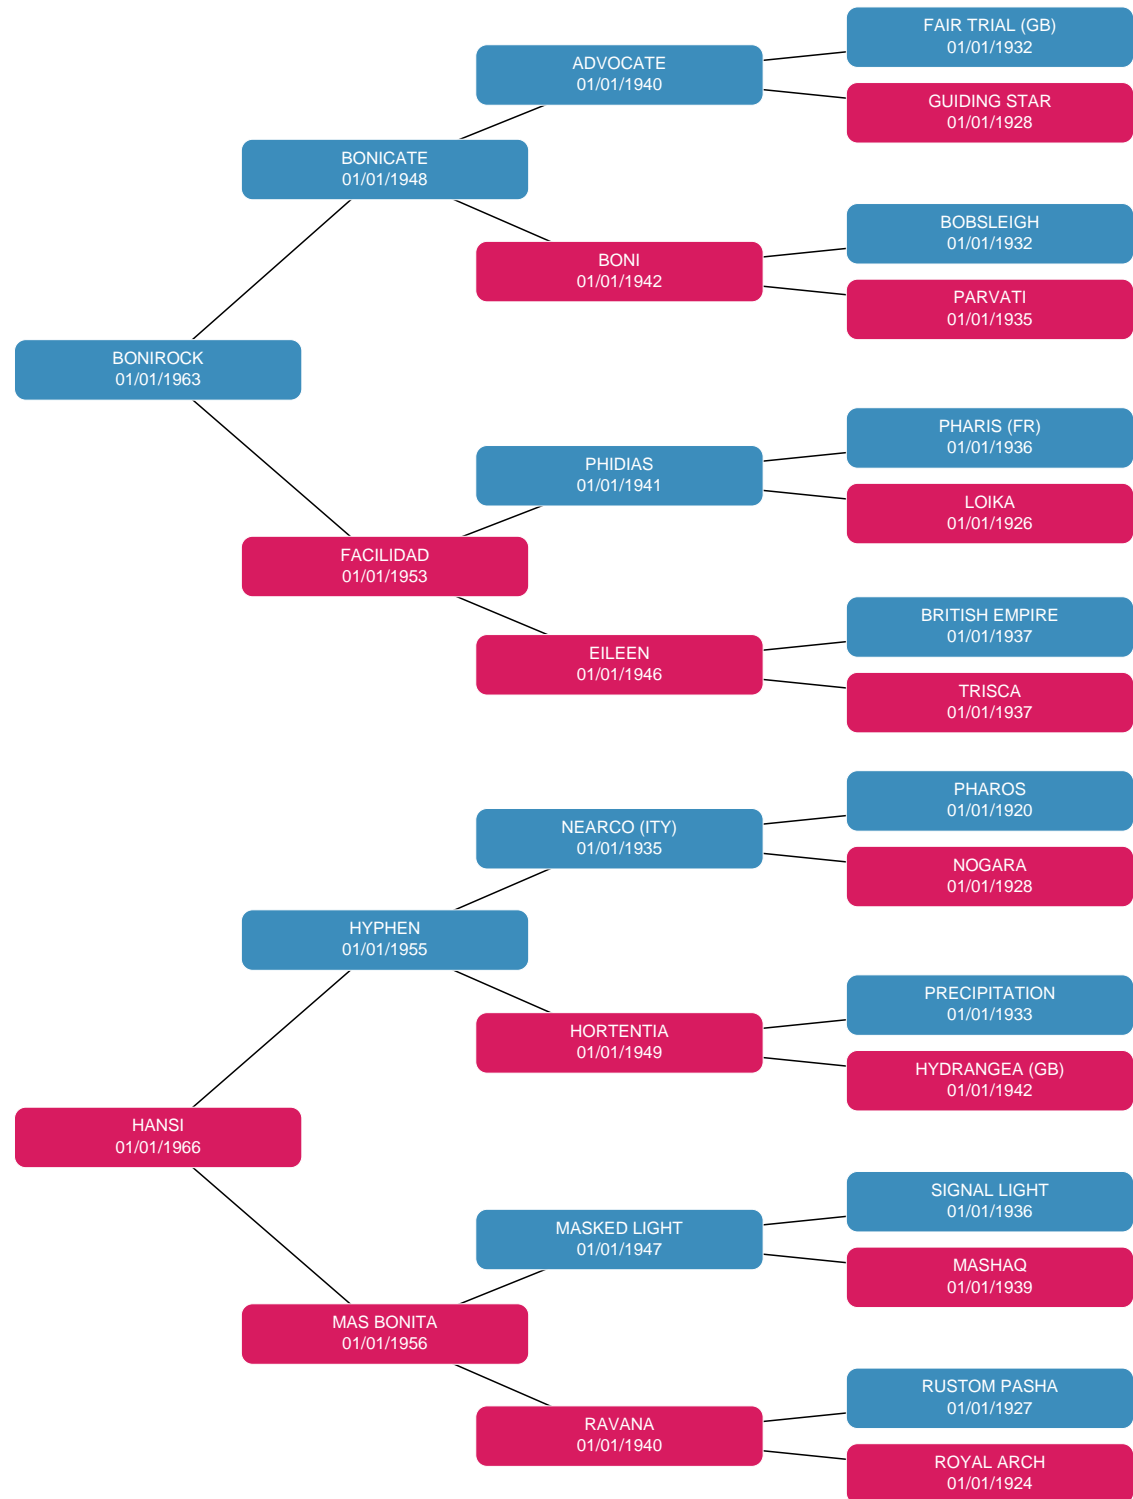 FAIR TRIAL (GB)
01/01/1932
ADVOCATE
01/01/1940
GUIDING STAR
01/01/1928
BONICATE
01/01/1948
BOBSLEIGH
01/01/1932
BONI
01/01/1942
PARVATI
01/01/1935
BONIROCK
01/01/1963
PHARIS (FR)
01/01/1936
PHIDIAS
01/01/1941
LOIKA
01/01/1926
FACILIDAD
01/01/1953
BRITISH EMPIRE
01/01/1937
EILEEN
01/01/1946
TRISCA
01/01/1937
PHAROS
01/01/1920
NEARCO (ITY)
01/01/1935
NOGARA
01/01/1928
HYPHEN
01/01/1955
PRECIPITATION
01/01/1933
HORTENTIA
01/01/1949
HYDRANGEA (GB)
01/01/1942
HANSI
01/01/1966
SIGNAL LIGHT
01/01/1936
MASKED LIGHT
01/01/1947
MASHAQ
01/01/1939
MAS BONITA
01/01/1956
RUSTOM PASHA
01/01/1927
RAVANA
01/01/1940
ROYAL ARCH
01/01/1924